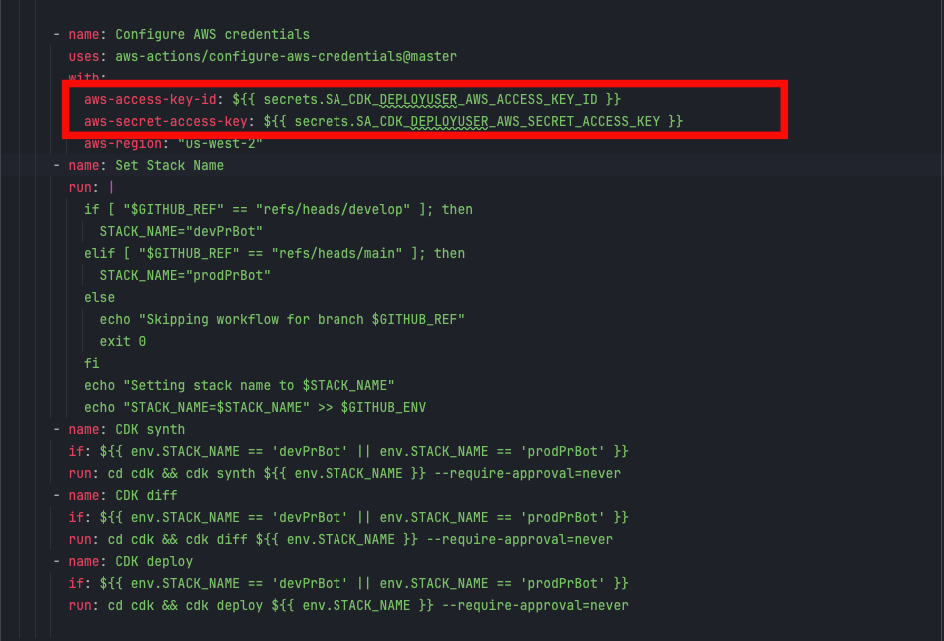 - name: Configure AWS credentials
uses: aws-actions/configure-aws-credentials@master
with:
aws-access-key-id: ${{ secrets.SA_CDK_DEPLOYUSER_AWS_ACCESS_KEY_ID }}
aws-secret-access-key: ${{ secrets.SA_CDK_DEPLOYUSER_AWS_SECRET_ACCESS_KEY }}
aws-region: "us-west-2"
- name: Set Stack Name
run: |
if [ "$GITHUB_REF" == "refs/heads/develop" ]; then
STACK_NAME="devPrBot"
elif [ "$GITHUB_REF" == "refs/heads/main" ]; then
STACK_NAME="prodPrBot"
else
echo "Skipping workflow for branch $GITHUB_REF"
exit 0
fi
echo "Setting stack name to $STACK_NAME"
echo "STACK_NAME=$STACK_NAME" >> $GITHUB_ENV
- name: CDK synth
if: ${{ env.STACK_NAME == 'devPrBot' || env.STACK_NAME == 'prodPrBot' }}
run: cd cdk && cdk synth ${{ env.STACK_NAME }} --require-approval=never
- name: CDK diff
if: ${{ env.STACK_NAME == 'devPrBot' || env.STACK_NAME == 'prodPrBot' }}
run: cd cdk && cdk diff ${{ env.STACK_NAME }} --require-approval=never
- name: CDK deploy
if: ${{ env.STACK_NAME == 'devPrBot' || env.STACK_NAME == 'prodPrBot' }}
run: cd cdk && cdk deploy ${{ env.STACK_NAME }} --require-approval=never